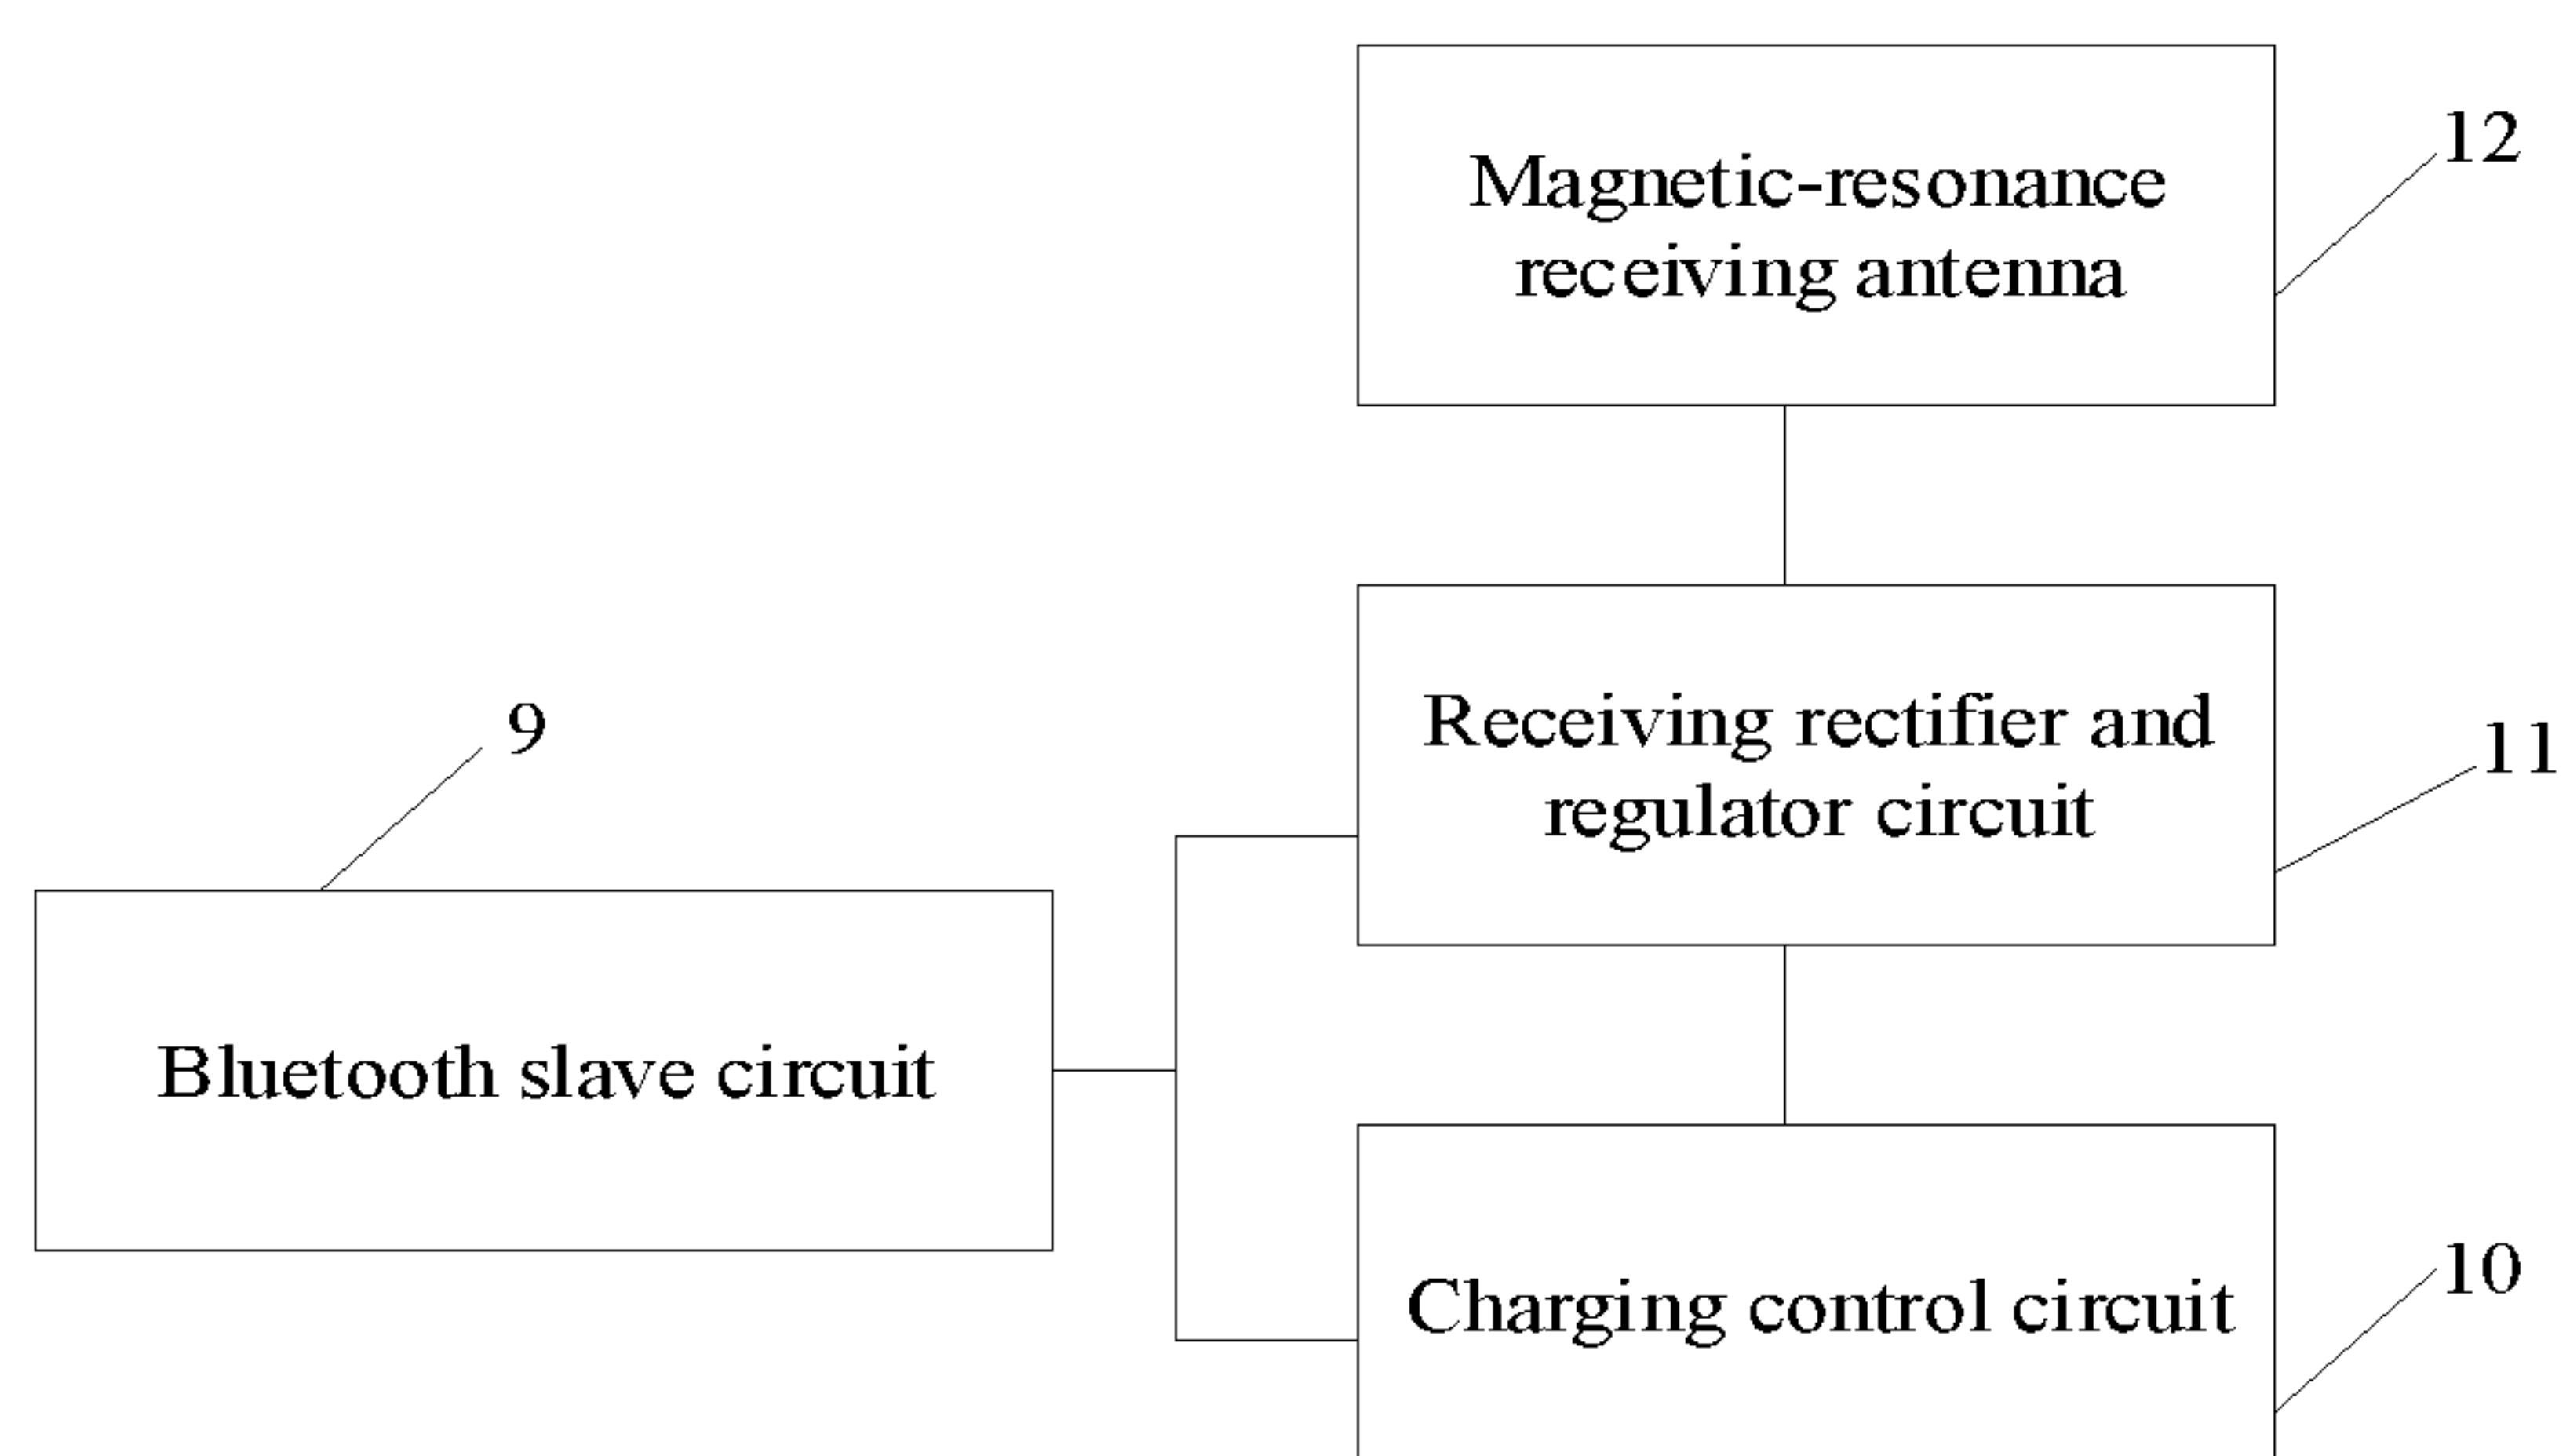 Magnetic-resonance
receiving antenna
12
Receiving rectifier and
regulator circuit
11
9
Bluetooth slave circuit
Charging control circuit
10